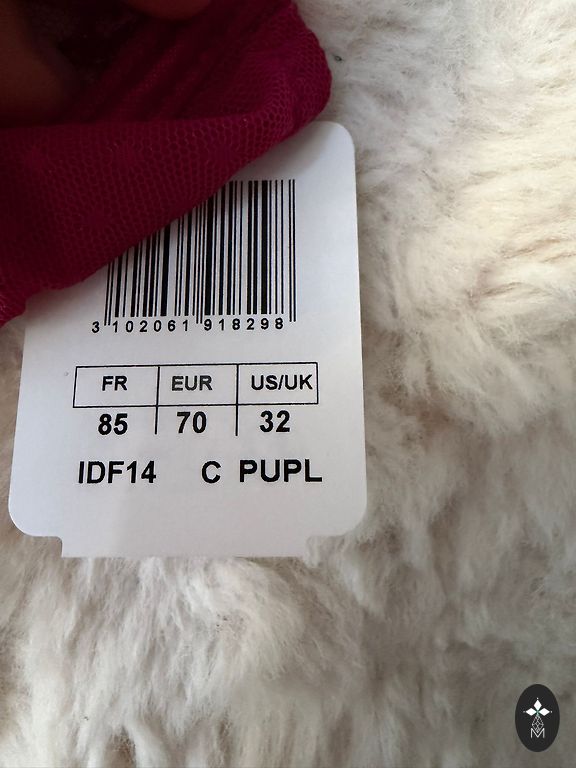 3 102061 918298
FR EUR US/UK
85 70 32
IDF14 C PUPL